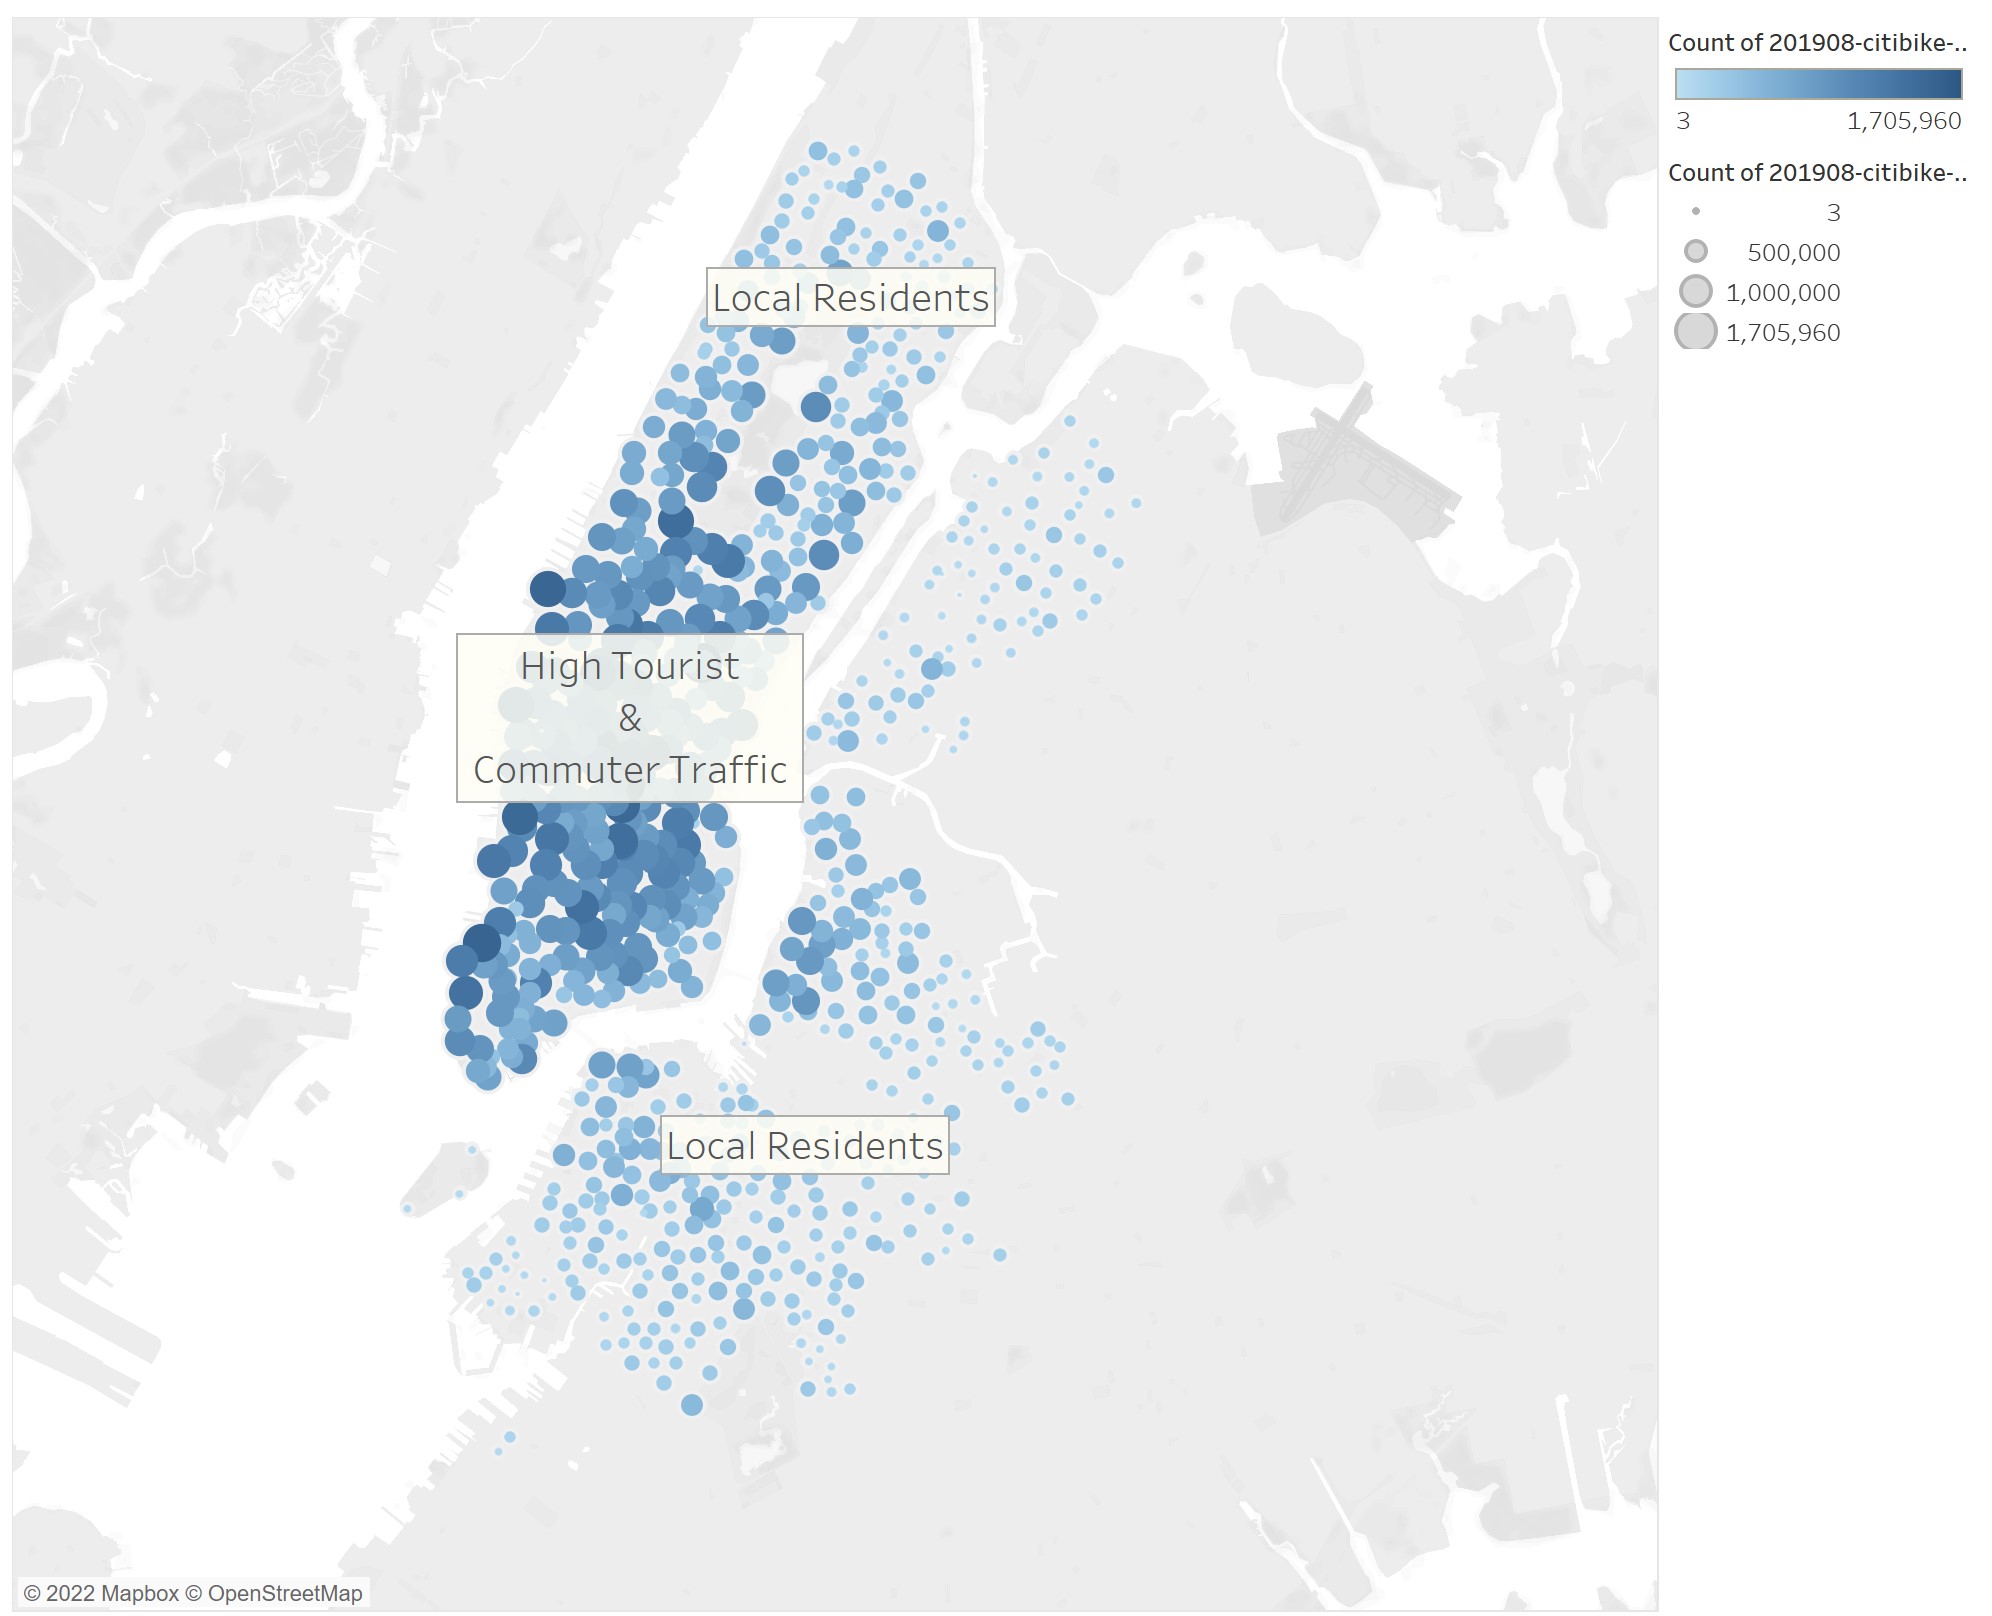 Count of 201908-citibike-..
3 1,705,960
Count of 201908-citibike-..
3
500,000
1,000,000
1,705,960
Local Residents
High Tourist
&
Commuter Traffic
Local Residents
© 2022 Mapbox © OpenStreetMap